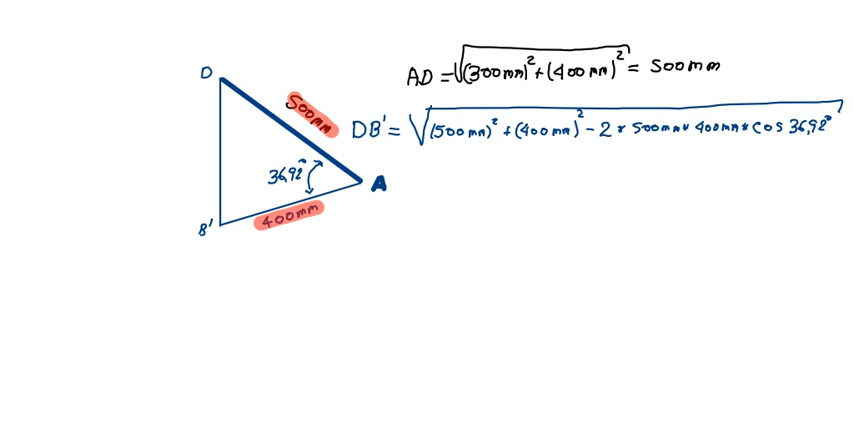 AD = √(300mm)² + (400mm)² = 500mm
D
500mm
DB' = √(500mm)² + (400mm)² - 2 * 500mm * 400mm * cos 36,92°
36,92°
A
400mm
B'